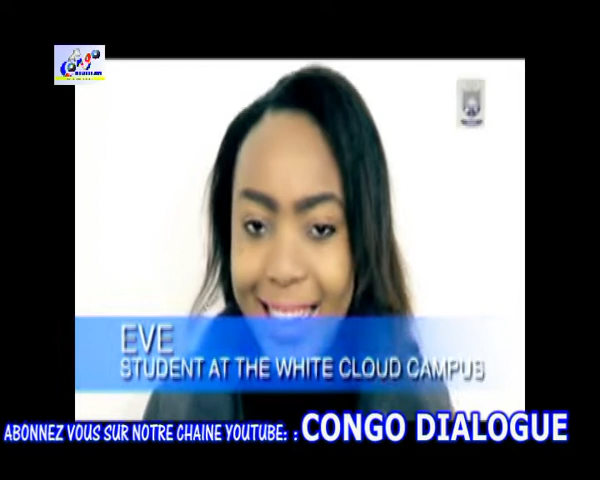 EVE
STUDENT AT THE WHITE CLOUD CAMPUS
ABONNEZ VOUS SUR NOTRE CHAINE YOUTUBE: : CONGO DIALOGUE